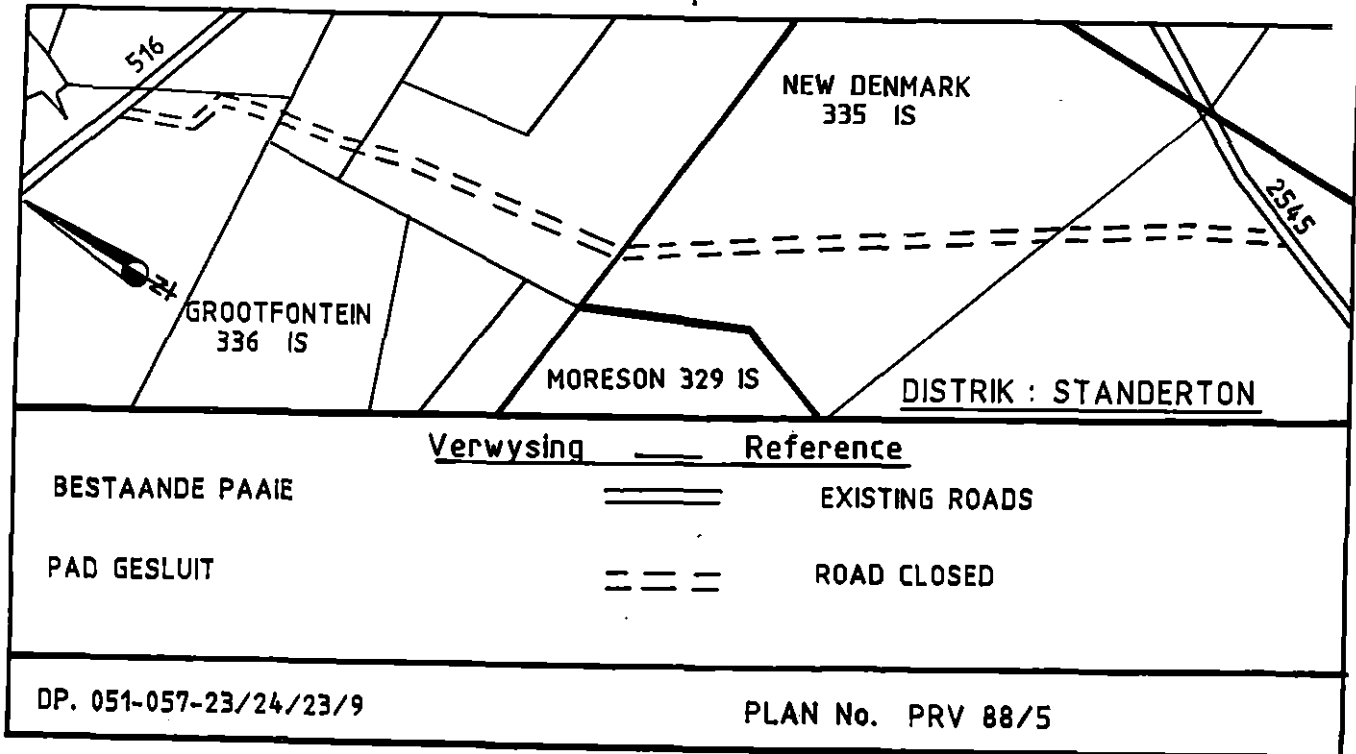 516
NEW DENMARK
335 IS
2545
N
GROOTFONTEIN
336 IS
MORESON 329 IS
DISTRIK : STANDERTON
Verwysing — Reference
BESTAANDE PAAIE EXISTING ROADS
PAD GESLUIT ROAD CLOSED
DP. 051-057-23/24/23/9 PLAN No. PRV 88/5